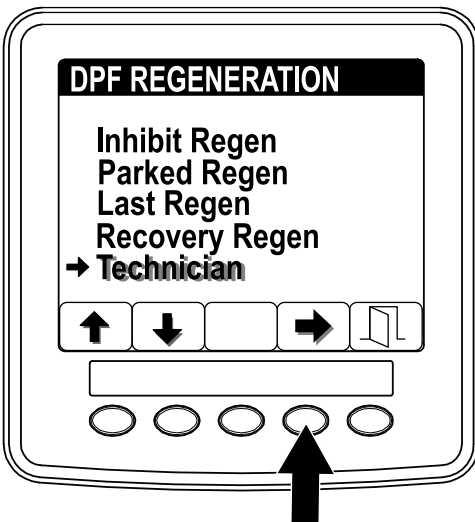 DPF REGENERATION
Inhibit Regen
Parked Regen
Last Regen
Recovery Regen
Technician